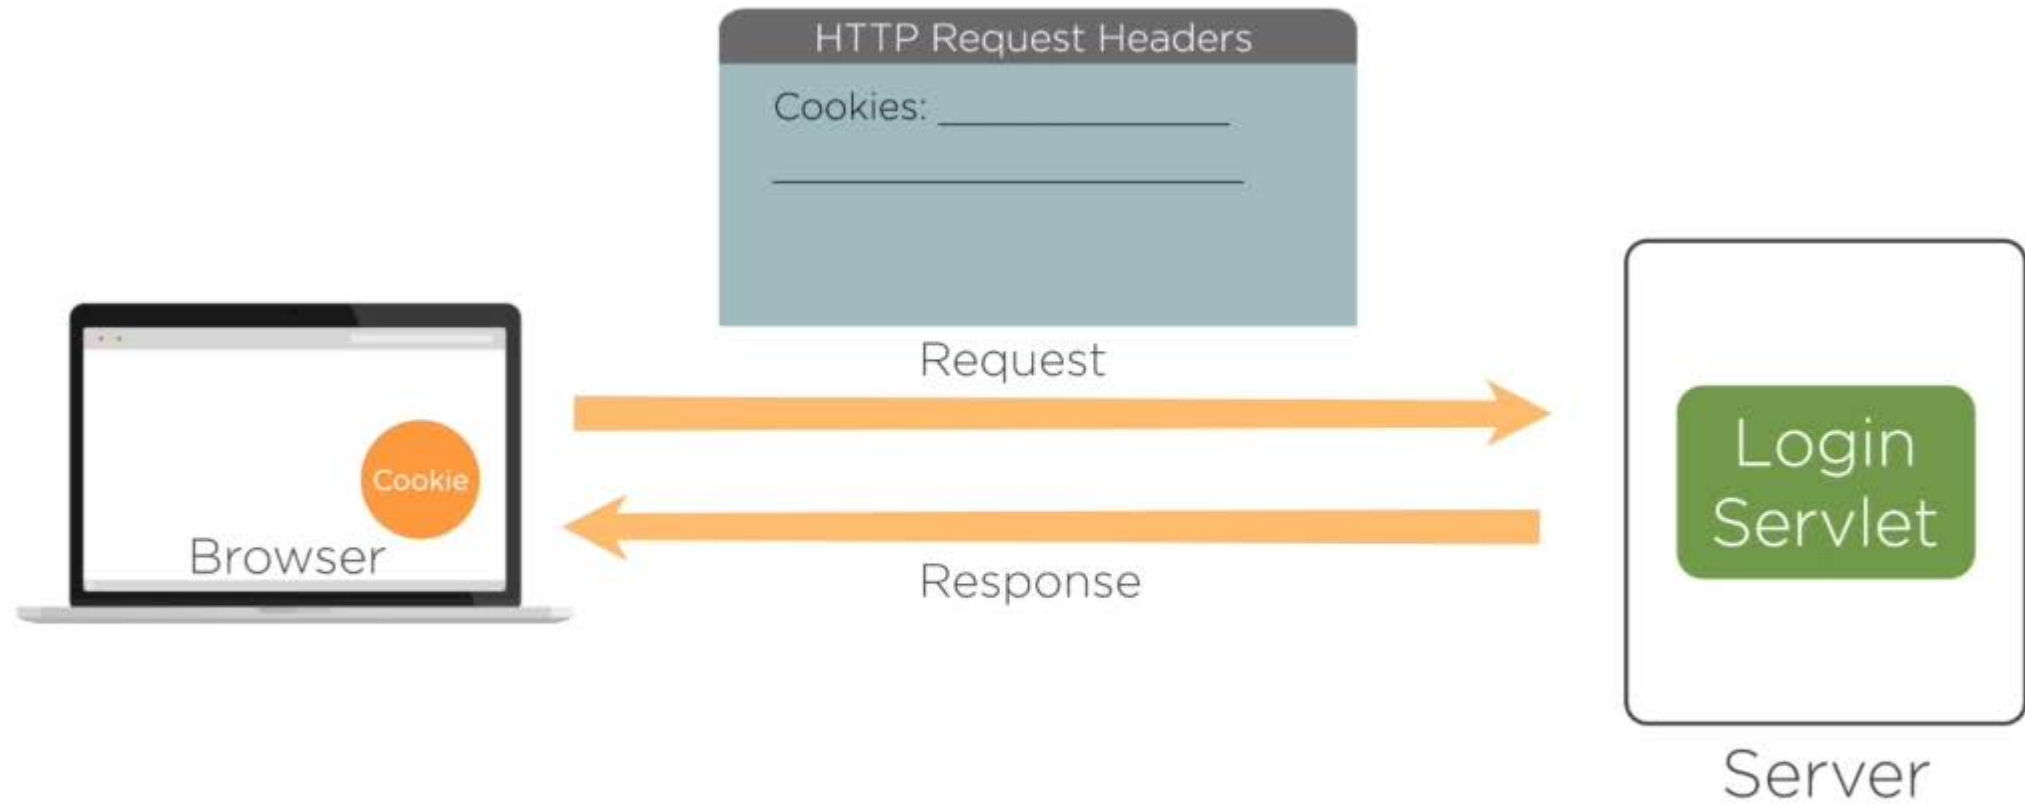 HTTP Request Headers
Cookies:
Request
Cookie
Browser
Response
Login
Servlet
Server